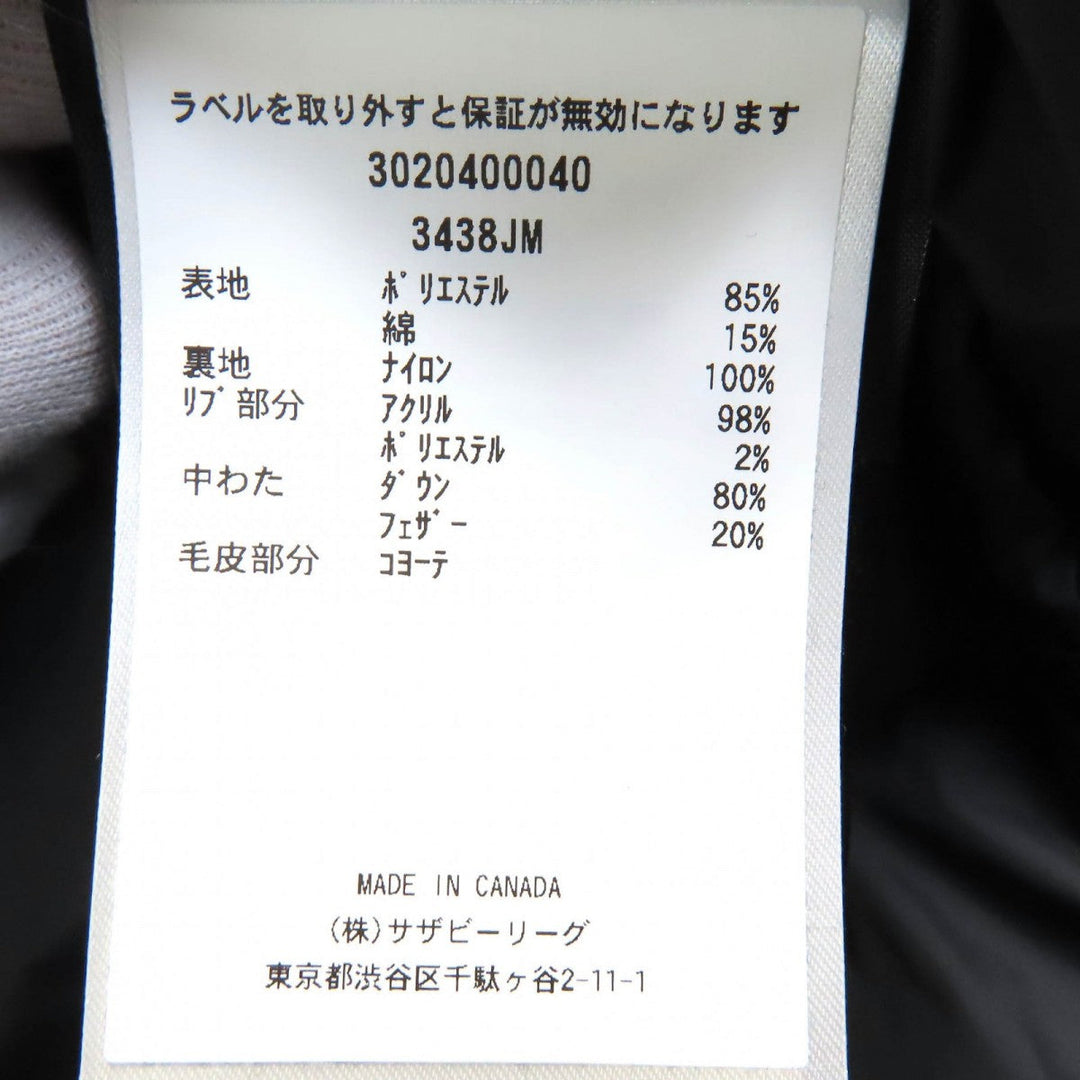 ラベルを取り外すと保証が無効になります
3020400040
3438JM
表地 ﾎﾟﾘｴｽﾃﾙ 85%
綿 15%
裏地 ﾅｲﾛﾝ 100%
ﾘﾌﾞ部分 ｱｸﾘﾙ 98%
ﾎﾟﾘｴｽﾃﾙ 2%
中わた ﾀﾞｳﾝ 80%
ﾌｪｻﾞｰ 20%
毛皮部分 ｺﾖｰﾃ
MADE IN CANADA
(株)サザビーリーグ
東京都渋谷区千駄ヶ谷2-11-1